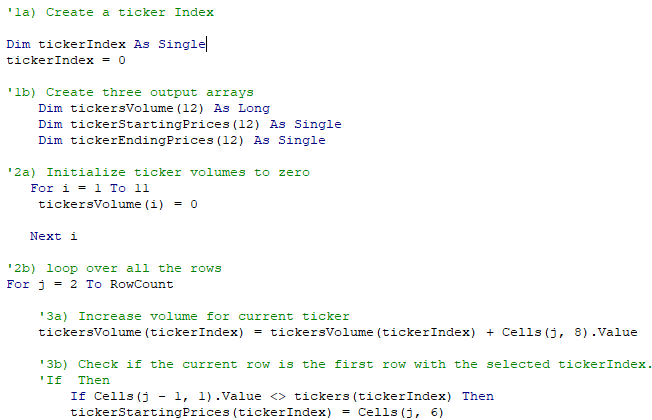 '1a) Create a ticker Index
Dim tickerIndex As Single
tickerIndex = 0
'1b) Create three output arrays
Dim tickersVolume(12) As Long
Dim tickerStartingPrices(12) As Single
Dim tickerEndingPrices(12) As Single
'2a) Initialize ticker volumes to zero
For i = 1 To 11
tickersVolume(i) = 0
Next i
'2b) loop over all the rows
For j = 2 To RowCount
'3a) Increase volume for current ticker
tickersVolume(tickerIndex) = tickersVolume(tickerIndex) + Cells(j, 8).Value
'3b) Check if the current row is the first row with the selected tickerIndex.
'If  Then
If Cells(j - 1, 1).Value <> tickers(tickerIndex) Then
tickerStartingPrices(tickerIndex) = Cells(j, 6)